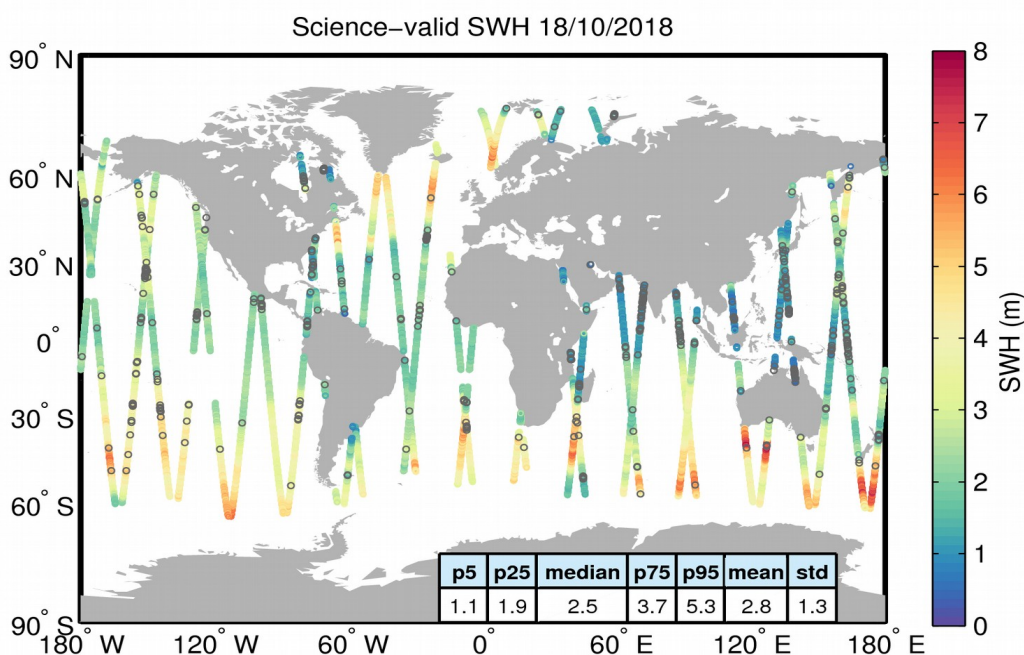 Science−valid SWH 18/10/2018
90° N
60° N
30° N
0°
30° S
60° S
90° S
180° W
120° W
60° W
0°
60° E
120° E
180° E
p5 p25 median p75 p95 mean std
1.1 1.9 2.5 3.7 5.3 2.8 1.3
8
7
6
5
4
3
2
1
0
SWH (m)